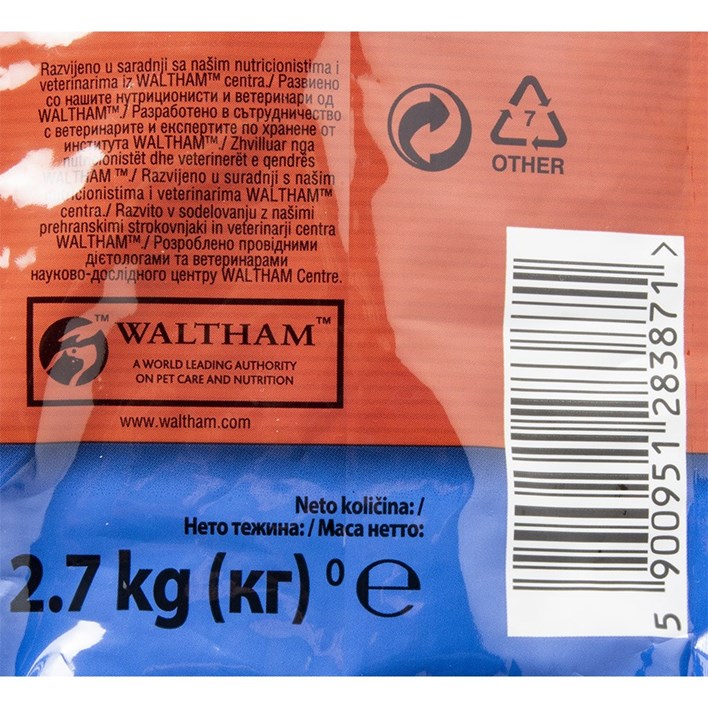 Razvijeno u saradnji sa našim nutricionistima i
veterinarima iz WALTHAM™ centra./ Развиено
со нашите нутриционисти и ветеринари од
WALTHAM™./ Разработено в сътрудничество
с ветеринарите и експертите по хранене от
института WALTHAM™./ Zhvilluar nga
nutricionistët dhe veterinerët e qendrës
WALTHAM ™./ Razvijeno u suradnji s našim
nutricionistima i veterinarima WALTHAM™
centra./ Razvito v sodelovanju z našimi
prehranskimi strokovnjaki in veterinarji centra
WALTHAM™./ Розроблено провідними
дієтологами та ветеринарами
науково-дослідного центру WALTHAM Centre.
™ WALTHAM™
A WORLD LEADING AUTHORITY
ON PET CARE AND NUTRITION
www.waltham.com
7
OTHER
Neto količina: /
Нето тежина: / Маса нетто:
2.7 kg (кг) ⁰ ℮
5 900951 283871 >